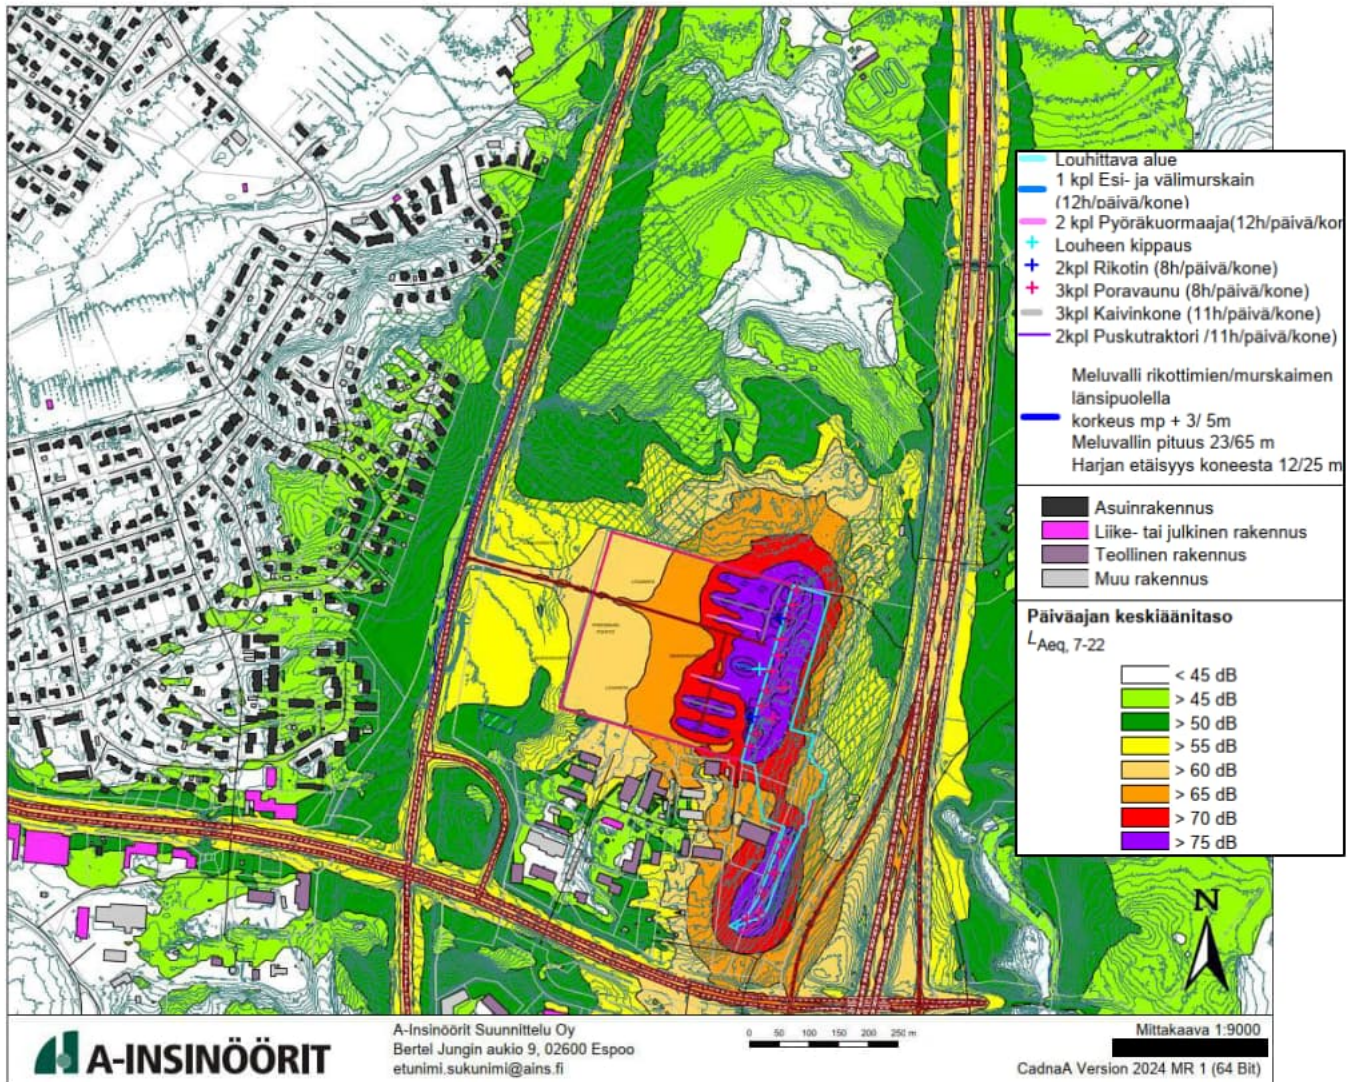 Louhittava alue
1 kpl Esi- ja välimurskain
(12h/päivä/kone)
2 kpl Pyöräkuormaaja(12h/päivä/kor
Louheen kippaus
2kpl Rikotin (8h/päivä/kone)
3kpl Poravaunu (8h/päivä/kone)
3kpl Kaivinkone (11h/päivä/kone)
2kpl Puskutraktori /11h/päivä/kone)
Meluvalli rikottimien/murskaimen
länsipuolella
korkeus mp + 3/ 5m
Meluvallin pituus 23/65 m
Harjan etäisyys koneesta 12/25 m
Asuinrakennus
Liike- tai julkinen rakennus
Teollinen rakennus
Muu rakennus
Päiväajan keskiäänitaso
LAeq, 7-22
< 45 dB
> 45 dB
> 50 dB
> 55 dB
> 60 dB
> 65 dB
> 70 dB
> 75 dB
N
A-INSINÖÖRIT
A-Insinöörit Suunnittelu Oy
Bertel Jungin aukio 9, 02600 Espoo
etunimi.sukunimi@ains.fi
0 50 100 150 200 250 m
Mittakaava 1:9000
CadnaA Version 2024 MR 1 (64 Bit)